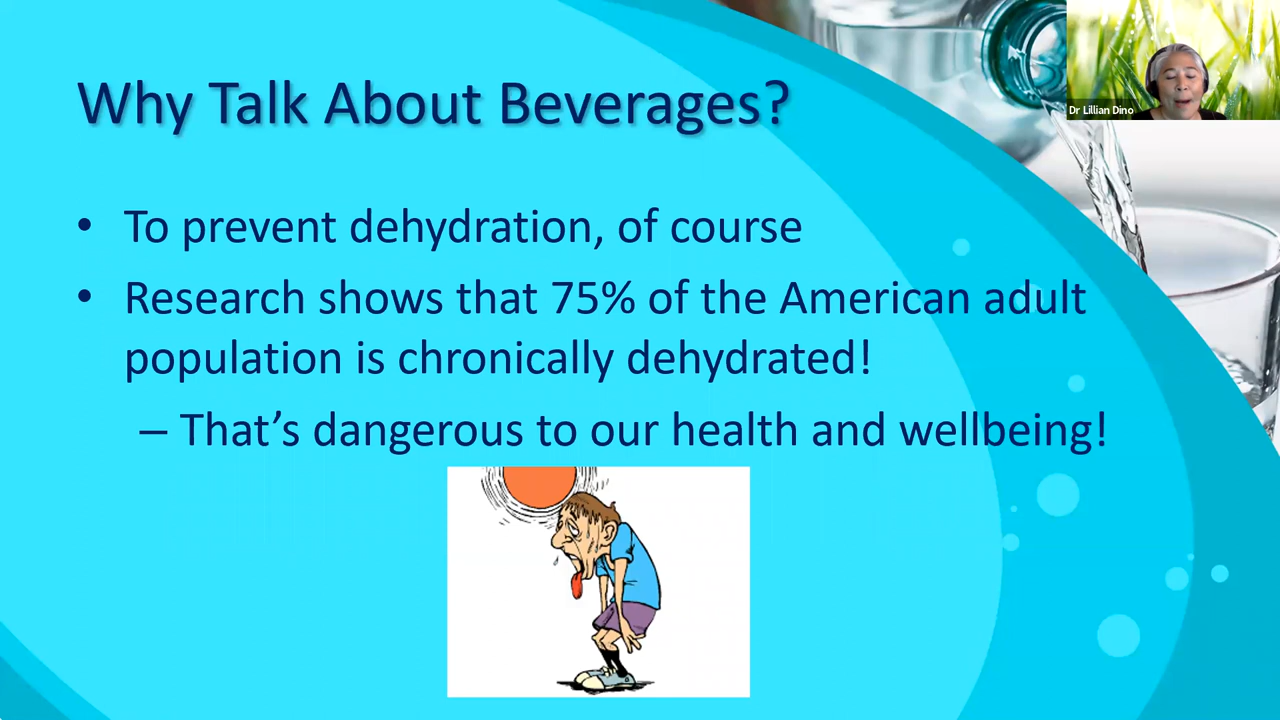 Why Talk About Beverages?
Dr Lillian Dino
• To prevent dehydration, of course
• Research shows that 75% of the American adult
population is chronically dehydrated!
– That’s dangerous to our health and wellbeing!